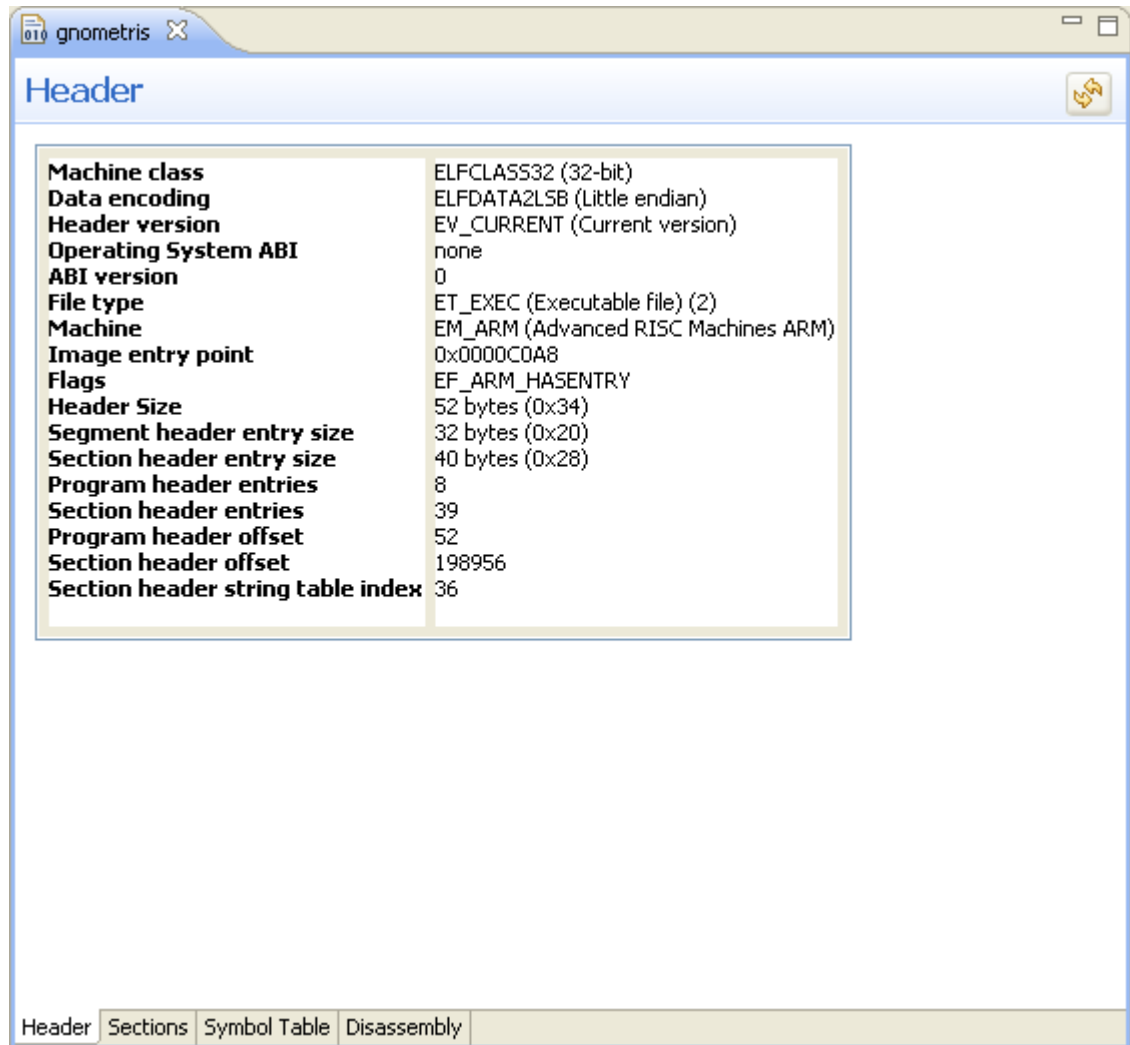 gnometris
Header
Machine class ELFCLASS32 (32-bit)
Data encoding ELFDATA2LSB (Little endian)
Header version EV_CURRENT (Current version)
Operating System ABI none
ABI version 0
File type ET_EXEC (Executable file) (2)
Machine EM_ARM (Advanced RISC Machines ARM)
Image entry point 0x0000C0A8
Flags EF_ARM_HASENTRY
Header Size 52 bytes (0x34)
Segment header entry size 32 bytes (0x20)
Section header entry size 40 bytes (0x28)
Program header entries 8
Section header entries 39
Program header offset 52
Section header offset 198956
Section header string table index 36
Header Sections Symbol Table Disassembly